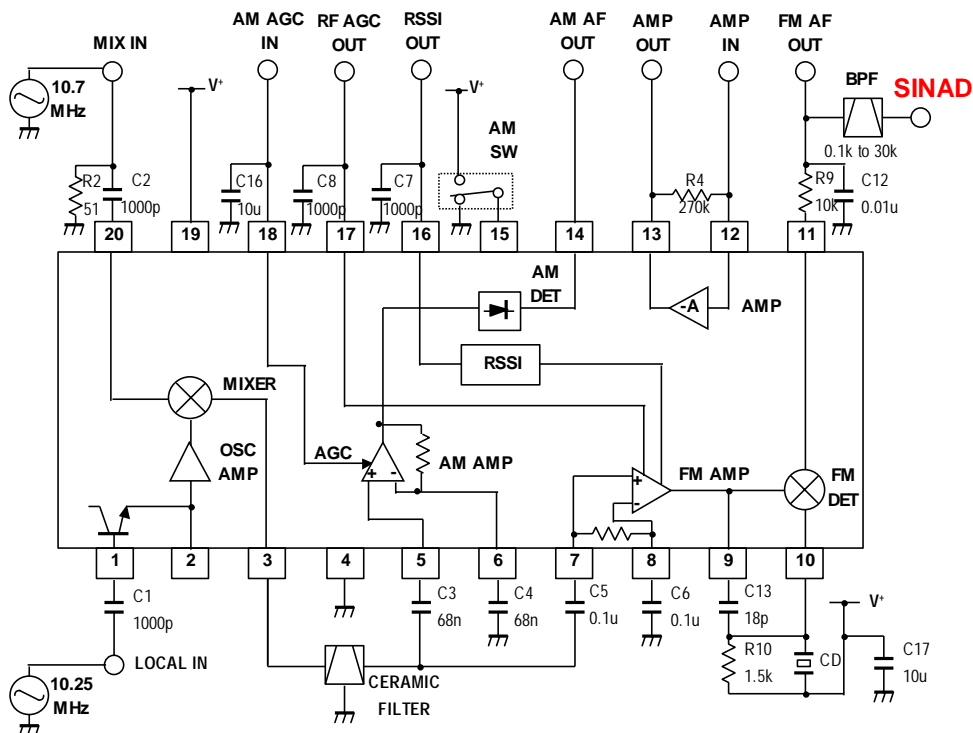 MIX IN
AM AGC
IN
RF AGC
OUT
RSSI
OUT
AM AF
OUT
AMP
OUT
AMP
IN
FM AF
OUT
BPF
SINAD
0.1k to 30k
10.7
MHz
V+
V+
AM
SW
R2
51
C2
1000p
C16
10u
C8
1000p
C7
1000p
R4
270k
R9
10k
C12
0.01u
20
19
18
17
16
15
14
13
12
11
AM
DET
-A
AMP
RSSI
MIXER
OSC
AMP
AGC
+
-
AM AMP
+
-
FM AMP
FM
DET
1
2
3
4
5
6
7
8
9
10
C1
1000p
LOCAL IN
10.25
MHz
CERAMIC
FILTER
C3
68n
C4
68n
C5
0.1u
C6
0.1u
C13
18p
R10
1.5k
CD
V+
C17
10u